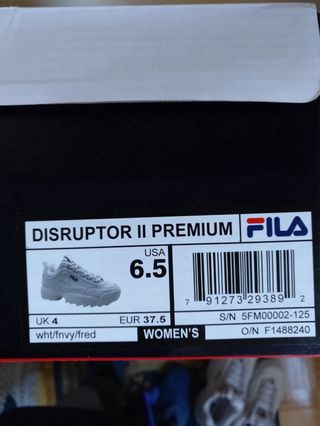 DISRUPTOR II PREMIUM FILA
USA
6.5
UK 4 EUR 37.5
wht/fnvy/fred WOMEN'S
7 91273 29389 2
S/N 5FM00002-125
O/N F1488240